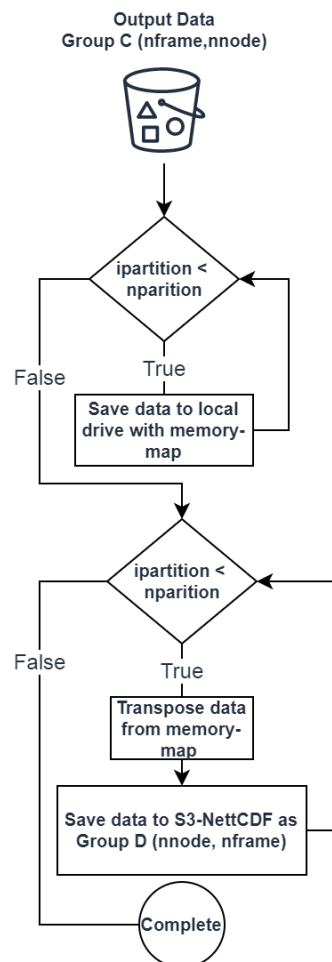 Output Data
Group C (nframe,nnode)
ipartition <
nparition
True
False
Save data to local
drive with memory-
map
ipartition <
nparition
True
False
Transpose data
from memory-
map
Save data to S3-NettCDF as
Group D (nnode, nframe)
Complete